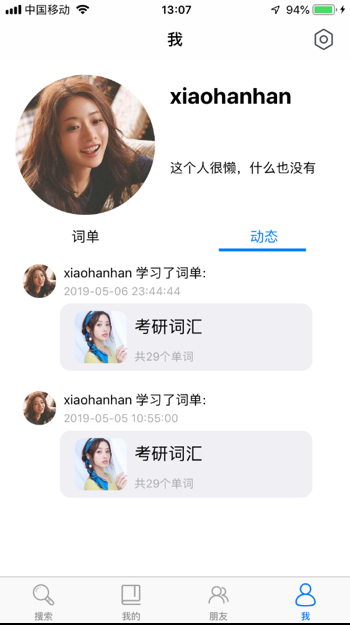 中国移动 13:07 94%
我
xiaohanhan
这个人很懒，什么也没有
词单 动态
xiaohanhan 学习了词单:
2019-05-06 23:44:44
考研词汇
共29个单词
xiaohanhan 学习了词单:
2019-05-05 10:55:00
考研词汇
共29个单词
搜索 我的 朋友 我